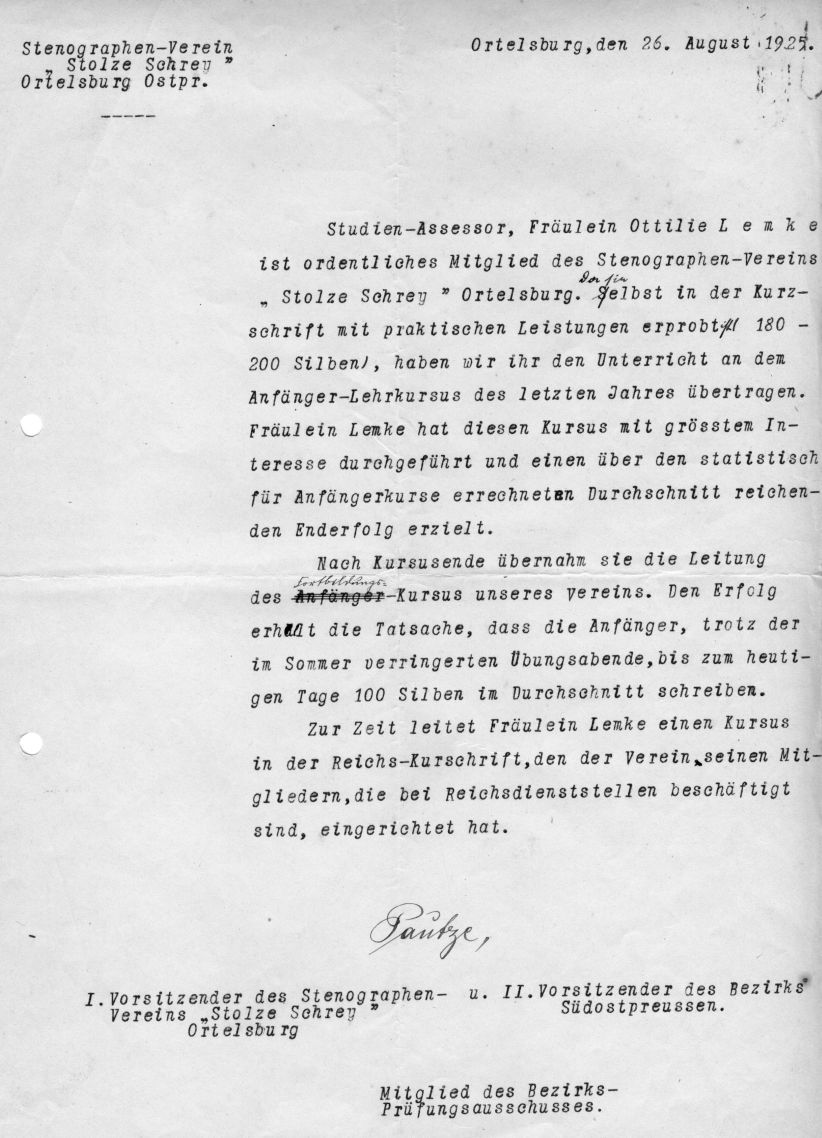 Stenographen-Verein
„ Stolze Schrey ”
Ortelsburg Ostpr.
-----
Ortelsburg, den 26. August 1925.
Studien-Assessor, Fräulein Ottilie L e m k e
ist ordentliches Mitglied des Stenographen-Vereins
„ Stolze Schrey ” Ortelsburg. Da sie selbst in der Kurz-
schrift mit praktischen Leistungen erprobt ( 180 -
200 Silben), haben wir ihr den Unterricht an dem
Anfänger-Lehrkursus des letzten Jahres übertragen.
Fräulein Lemke hat diesen Kursus mit grösstem In-
teresse durchgeführt und einen über den statistisch
für Anfängerkurse errechneten Durchschnitt reichen-
den Enderfolg erzielt.
Nach Kursusende übernahm sie die Leitung
des Fortbildungs- Anfänger-Kursus unseres Vereins. Den Erfolg
erhellt die Tatsache, dass die Anfänger, trotz der
im Sommer verringerten Übungsabende, bis zum heuti-
gen Tage 100 Silben im Durchschnitt schreiben.
Zur Zeit leitet Fräulein Lemke einen Kursus
in der Reichs-Kurschrift, den der Verein seinen Mit-
gliedern, die bei Reichsdienststellen beschäftigt
sind, eingerichtet hat.
Pautze,
I. Vorsitzender des Stenographen- u. II. Vorsitzender des Bezirks
Vereins „Stolze Schrey ” Südostpreussen.
Ortelsburg
Mitglied des Bezirks-
Prüfungsausschusses.